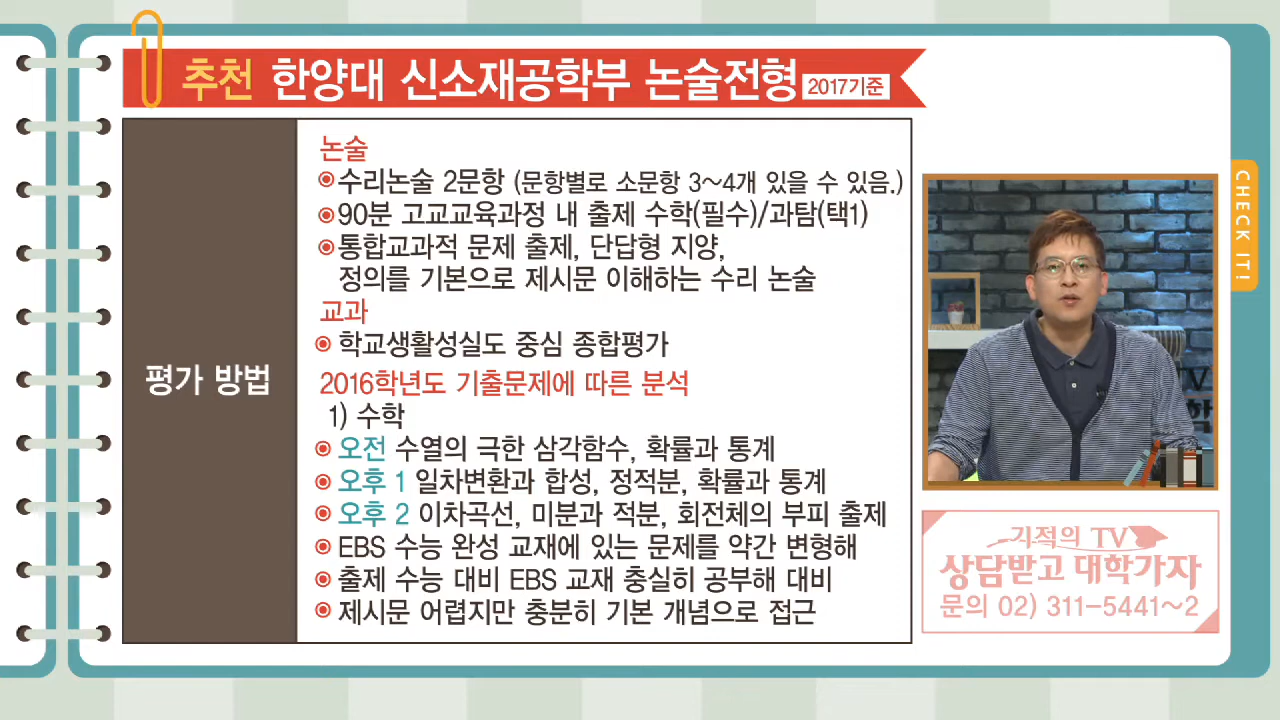 추천 한양대 신소재공학부 논술전형 2017기준
평가 방법
논술
수리논술 2문항 (문항별로 소문항 3~4개 있을 수 있음.)
90분 고교교육과정 내 출제 수학(필수)/과탐(택1)
통합교과적 문제 출제, 단답형 지양,
정의를 기본으로 제시문 이해하는 수리 논술
교과
학교생활성실도 중심 종합평가
2016학년도 기출문제에 따른 분석
1) 수학
오전 수열의 극한 삼각함수, 확률과 통계
오후 1 일차변환과 합성, 정적분, 확률과 통계
오후 2 이차곡선, 미분과 적분, 회전체의 부피 출제
EBS 수능 완성 교재에 있는 문제를 약간 변형해
출제 수능 대비 EBS 교재 충실히 공부해 대비
제시문 어렵지만 충분히 기본 개념으로 접근
CHECK IT!
기적의 TV
상담받고 대학가자
문의 02) 311-5441~2